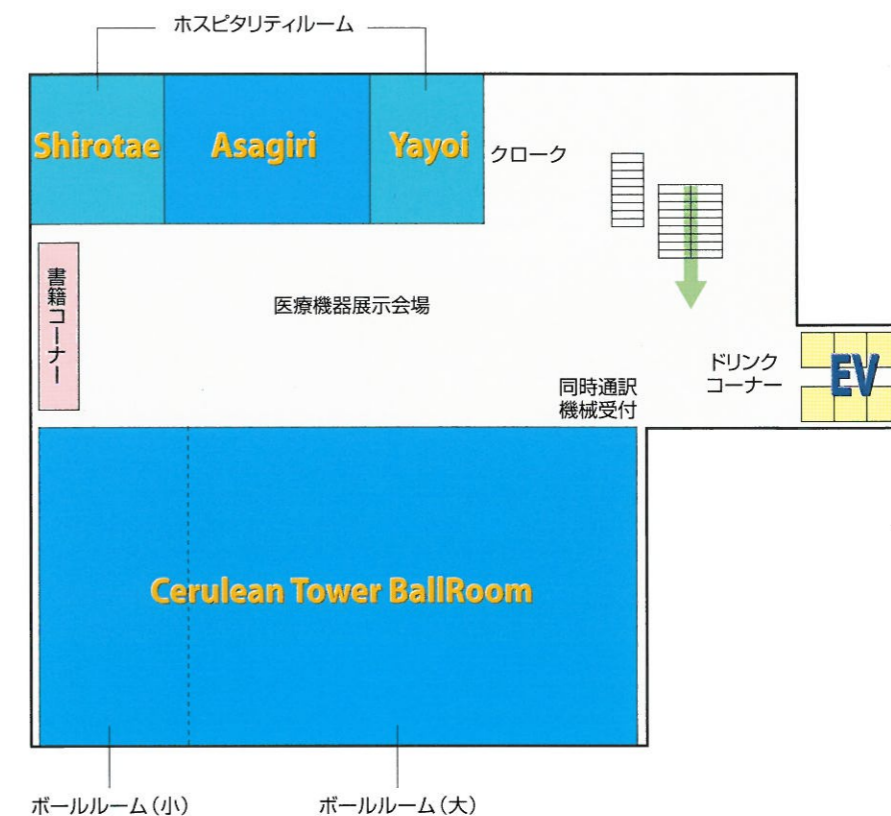 ホスピタリティルーム
Shirotae
Asagiri
Yayoi
クローク
書籍コーナー
医療機器展示会場
ドリンク
コーナー
EV
同時通訳
機械受付
Cerulean Tower BallRoom
ボールルーム(小)
ボールルーム(大)